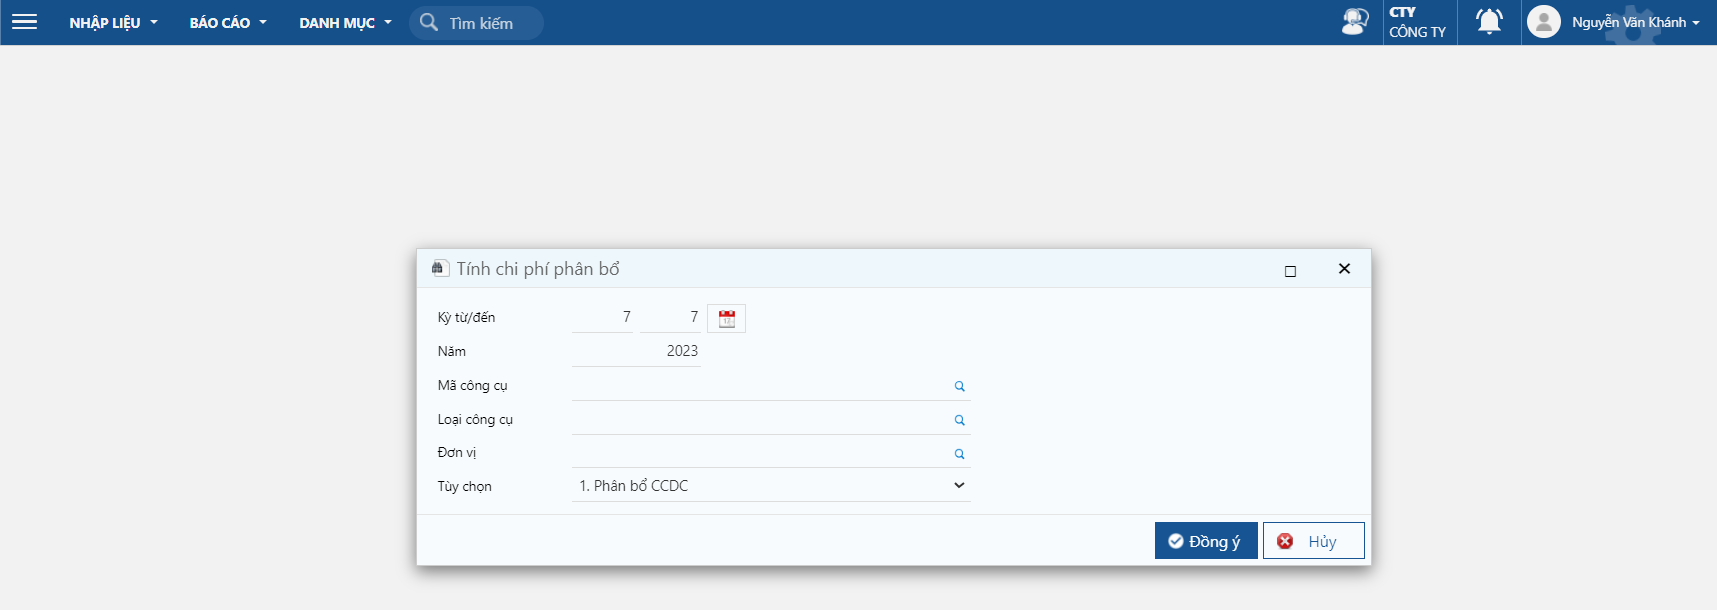 NHẬP LIỆU BÁO CÁO DANH MỤC Tìm kiếm CTY CÔNG TY Nguyễn Văn Khánh
Tính chi phí phân bổ
Kỳ từ/đến 7 7 12
Năm 2023
Mã công cụ
Loại công cụ
Đơn vị
Tùy chọn 1. Phân bổ CCDC
Đồng ý Hủy